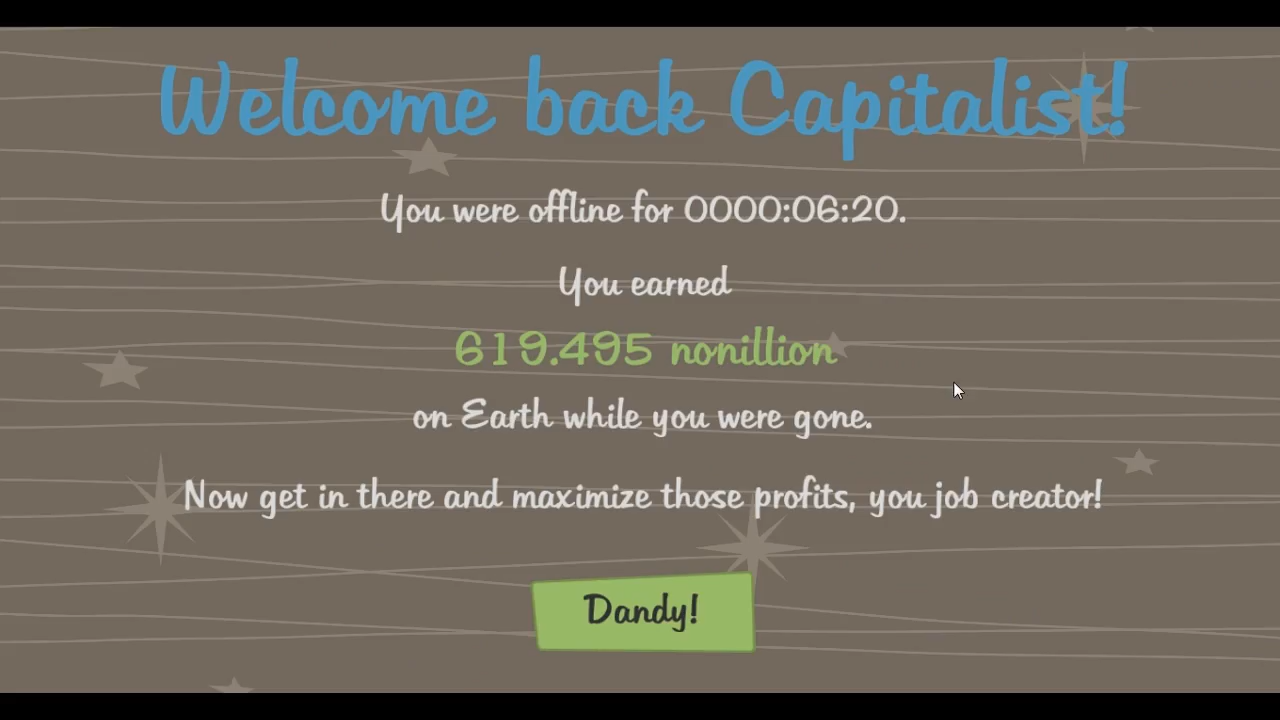 Welcome back Capitalist!
You were offline for 0000:06:20.
You earned
619.495 nonillion
on Earth while you were gone.
Now get in there and maximize those profits, you job creator!
Dandy!